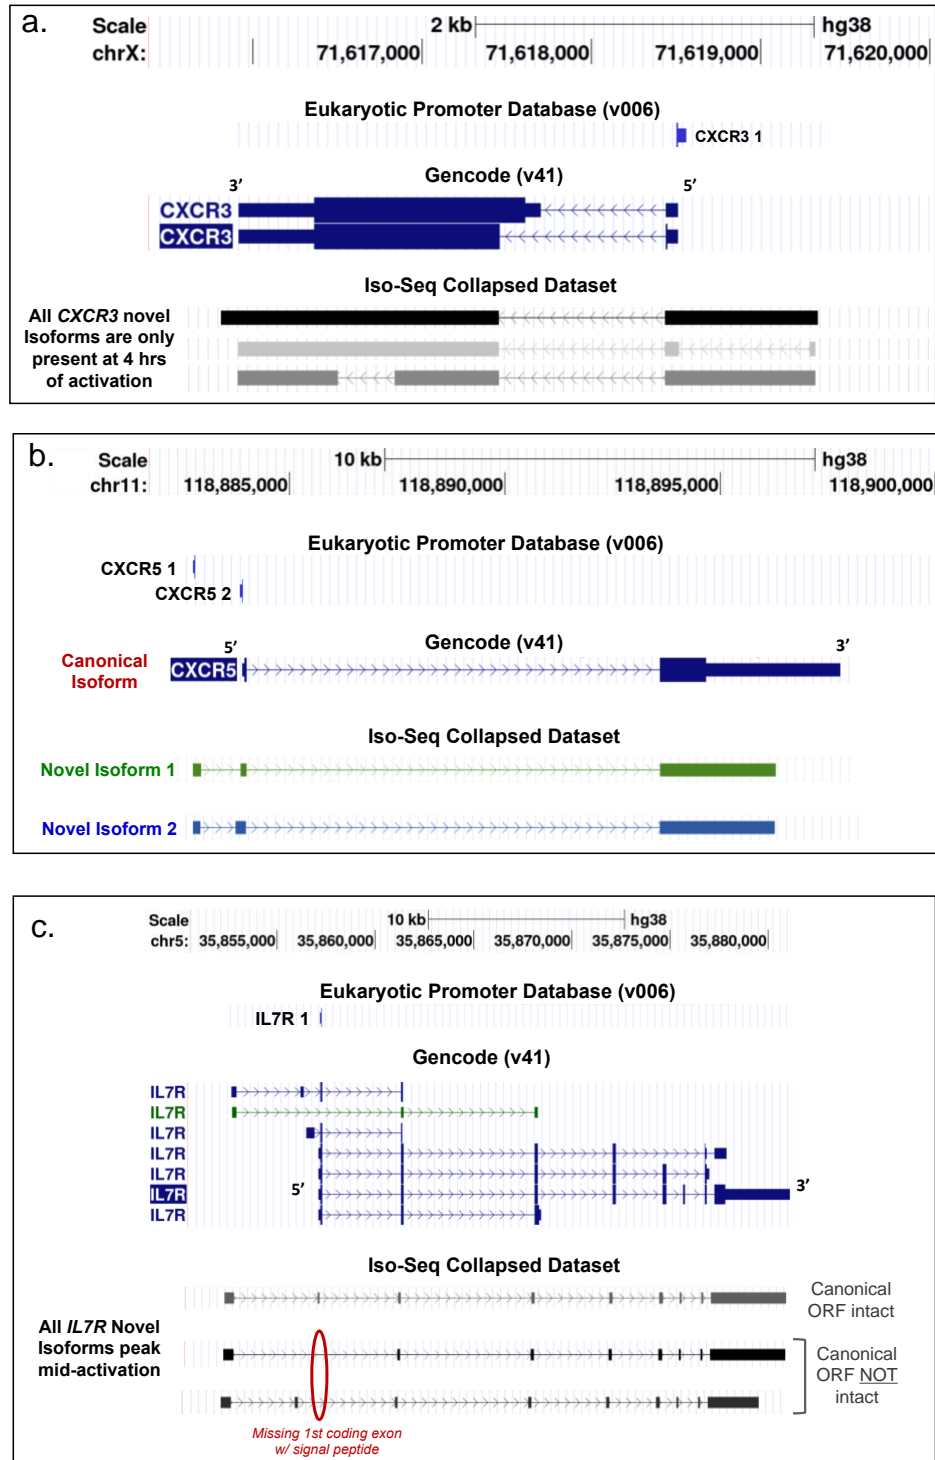 a.
Scale 2 kb hg38
chrX: 71,617,000 71,618,000 71,619,000 71,620,000
Eukaryotic Promoter Database (v006)
CXCR3 1
Gencode (v41)
3’ 5’
CXCR3
CXCR3
Iso-Seq Collapsed Dataset
All CXCR3 novel
Isoforms are only
present at 4 hrs
of activation
b.
Scale 10 kb hg38
chr11: 118,885,000 118,890,000 118,895,000 118,900,000
Eukaryotic Promoter Database (v006)
CXCR5 1
CXCR5 2
Gencode (v41)
5’ 3’
Canonical
Isoform
CXCR5
Iso-Seq Collapsed Dataset
Novel Isoform 1
Novel Isoform 2
c.
Scale 10 kb hg38
chr5: 35,855,000 35,860,000 35,865,000 35,870,000 35,875,000 35,880,000
Eukaryotic Promoter Database (v006)
IL7R 1
Gencode (v41)
IL7R
IL7R
IL7R
IL7R
IL7R
IL7R 5’ 3’
IL7R
Iso-Seq Collapsed Dataset
Canonical
ORF intact
All IL7R Novel
Isoforms peak
mid-activation
Canonical
ORF NOT
intact
Missing 1st coding exon
w/ signal peptide